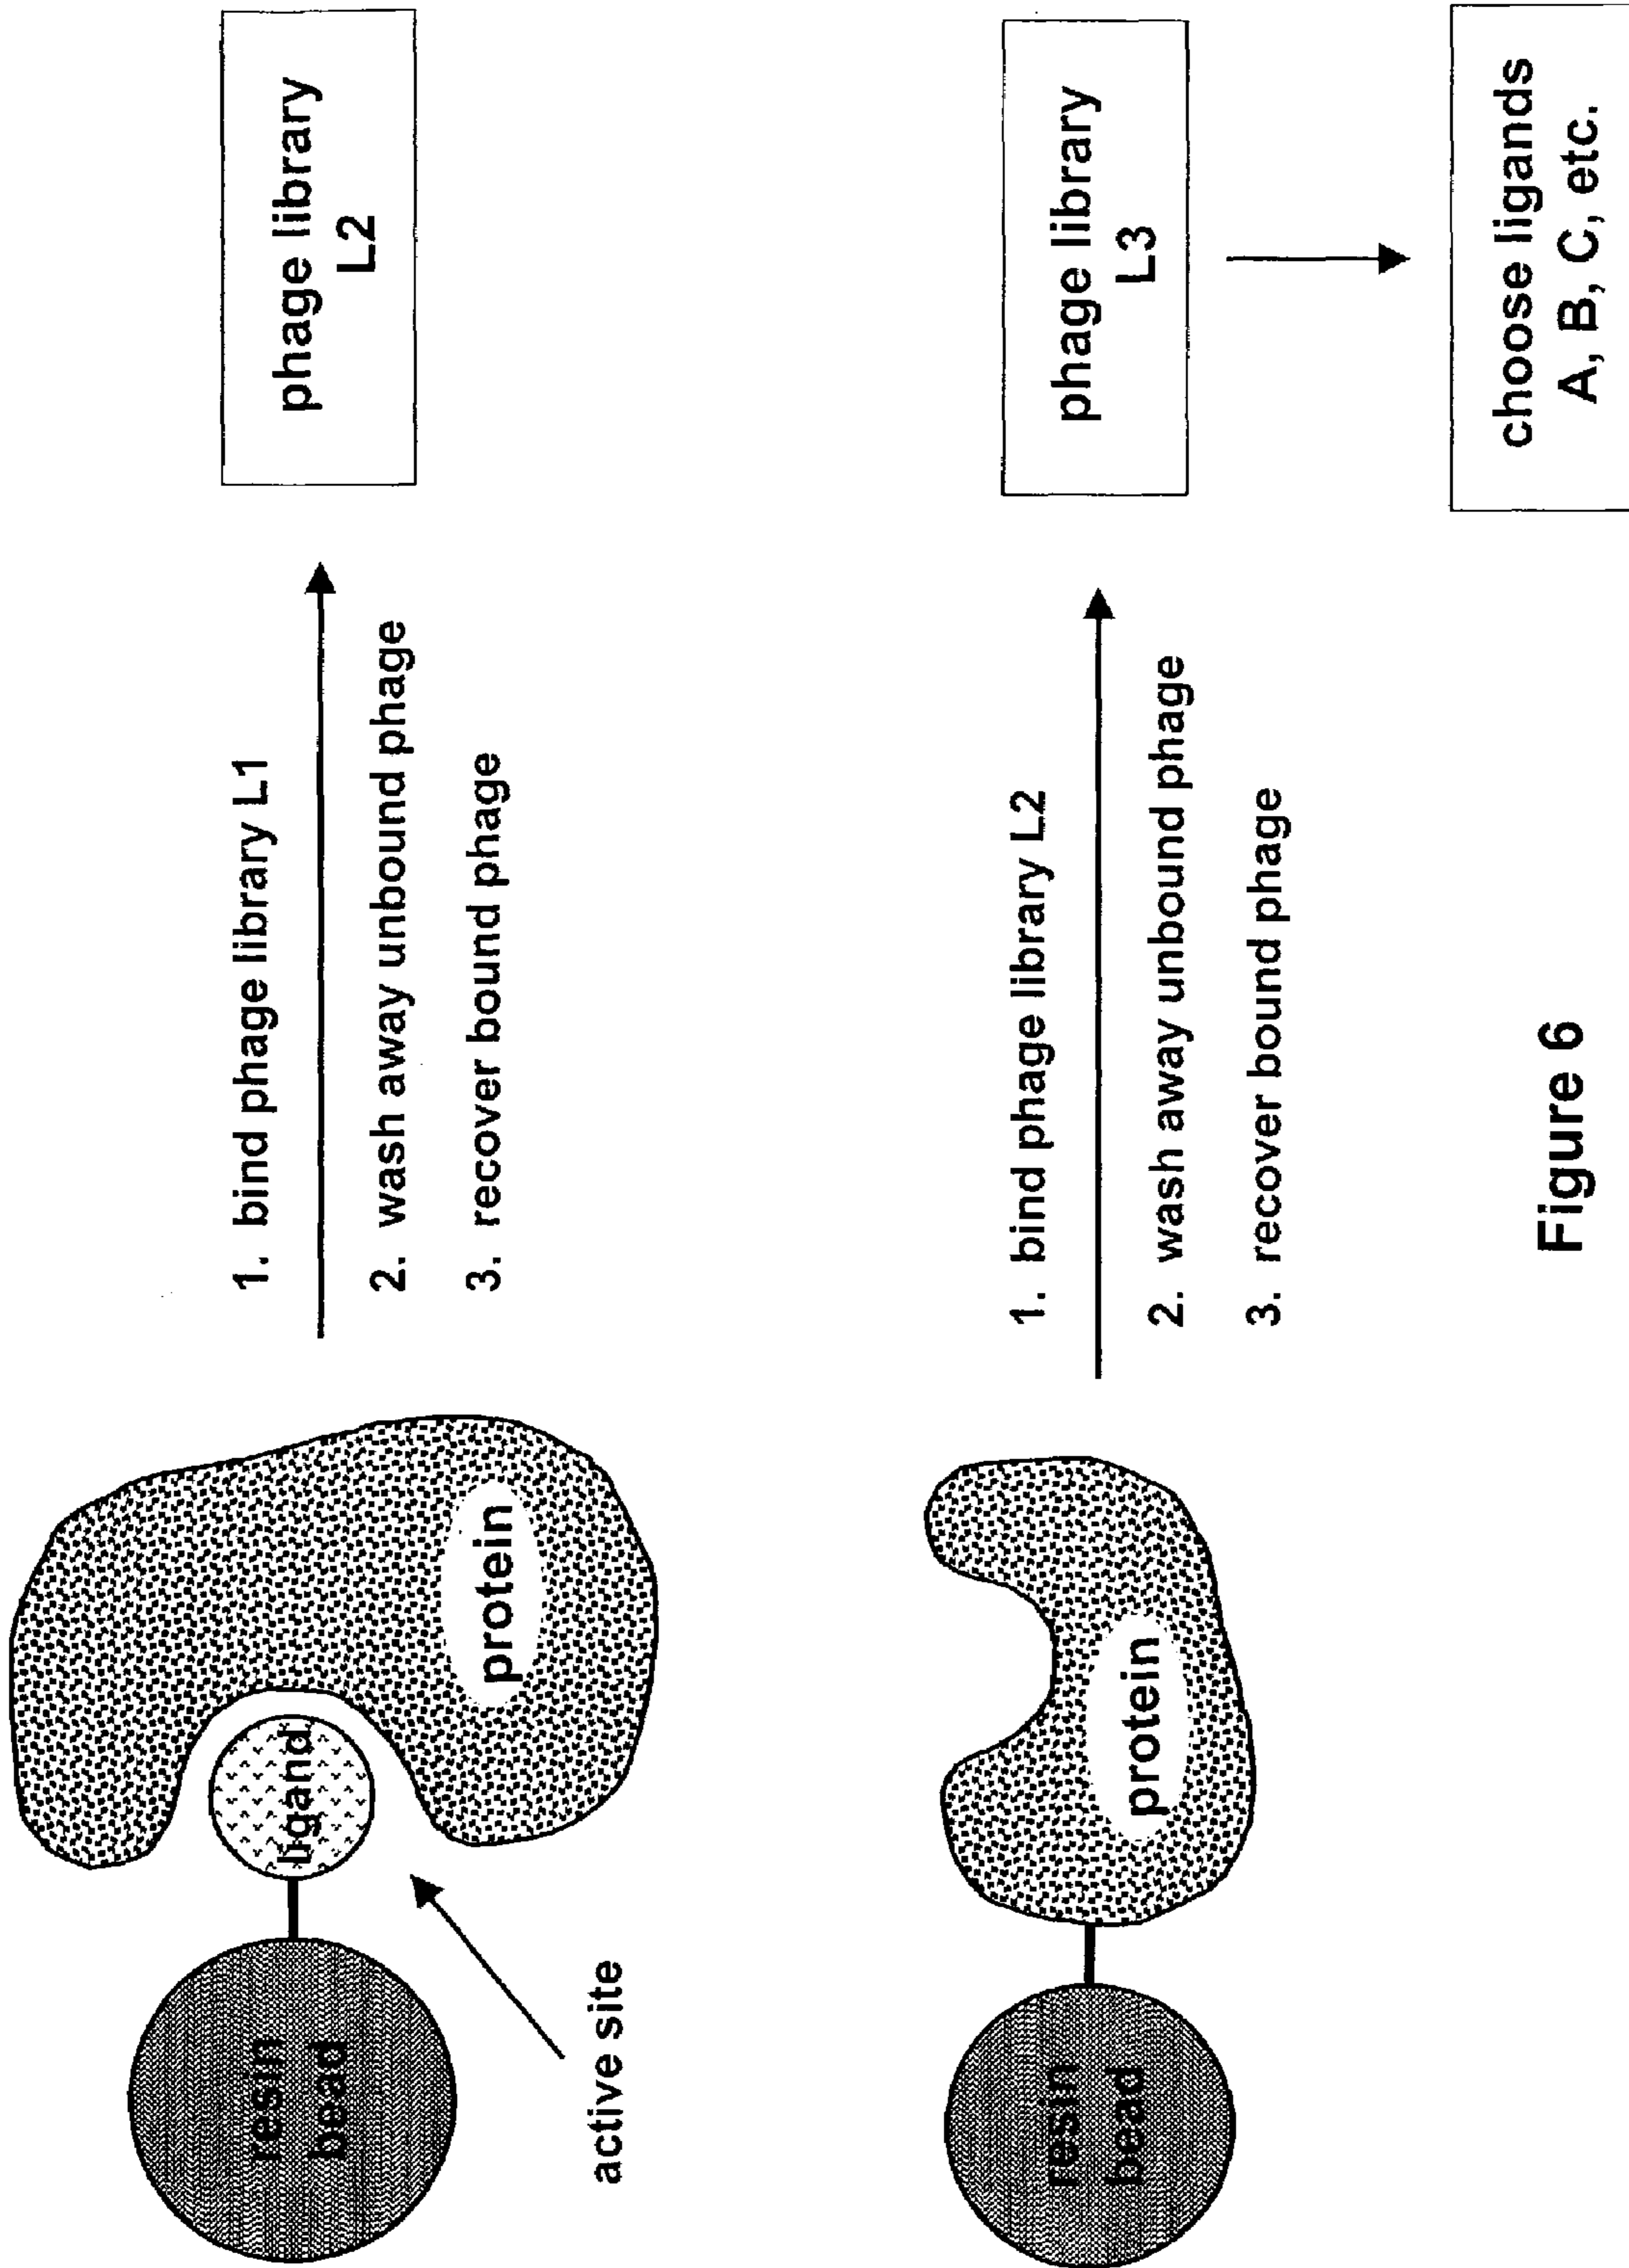 resin
bead
ligand
protein
active site
1. bind phage library L1
2. wash away unbound phage
3. recover bound phage
phage library
L2
resin
bead
protein
1. bind phage library L2
2. wash away unbound phage
3. recover bound phage
phage library
L3
choose ligands
A, B, C, etc.
Figure 6